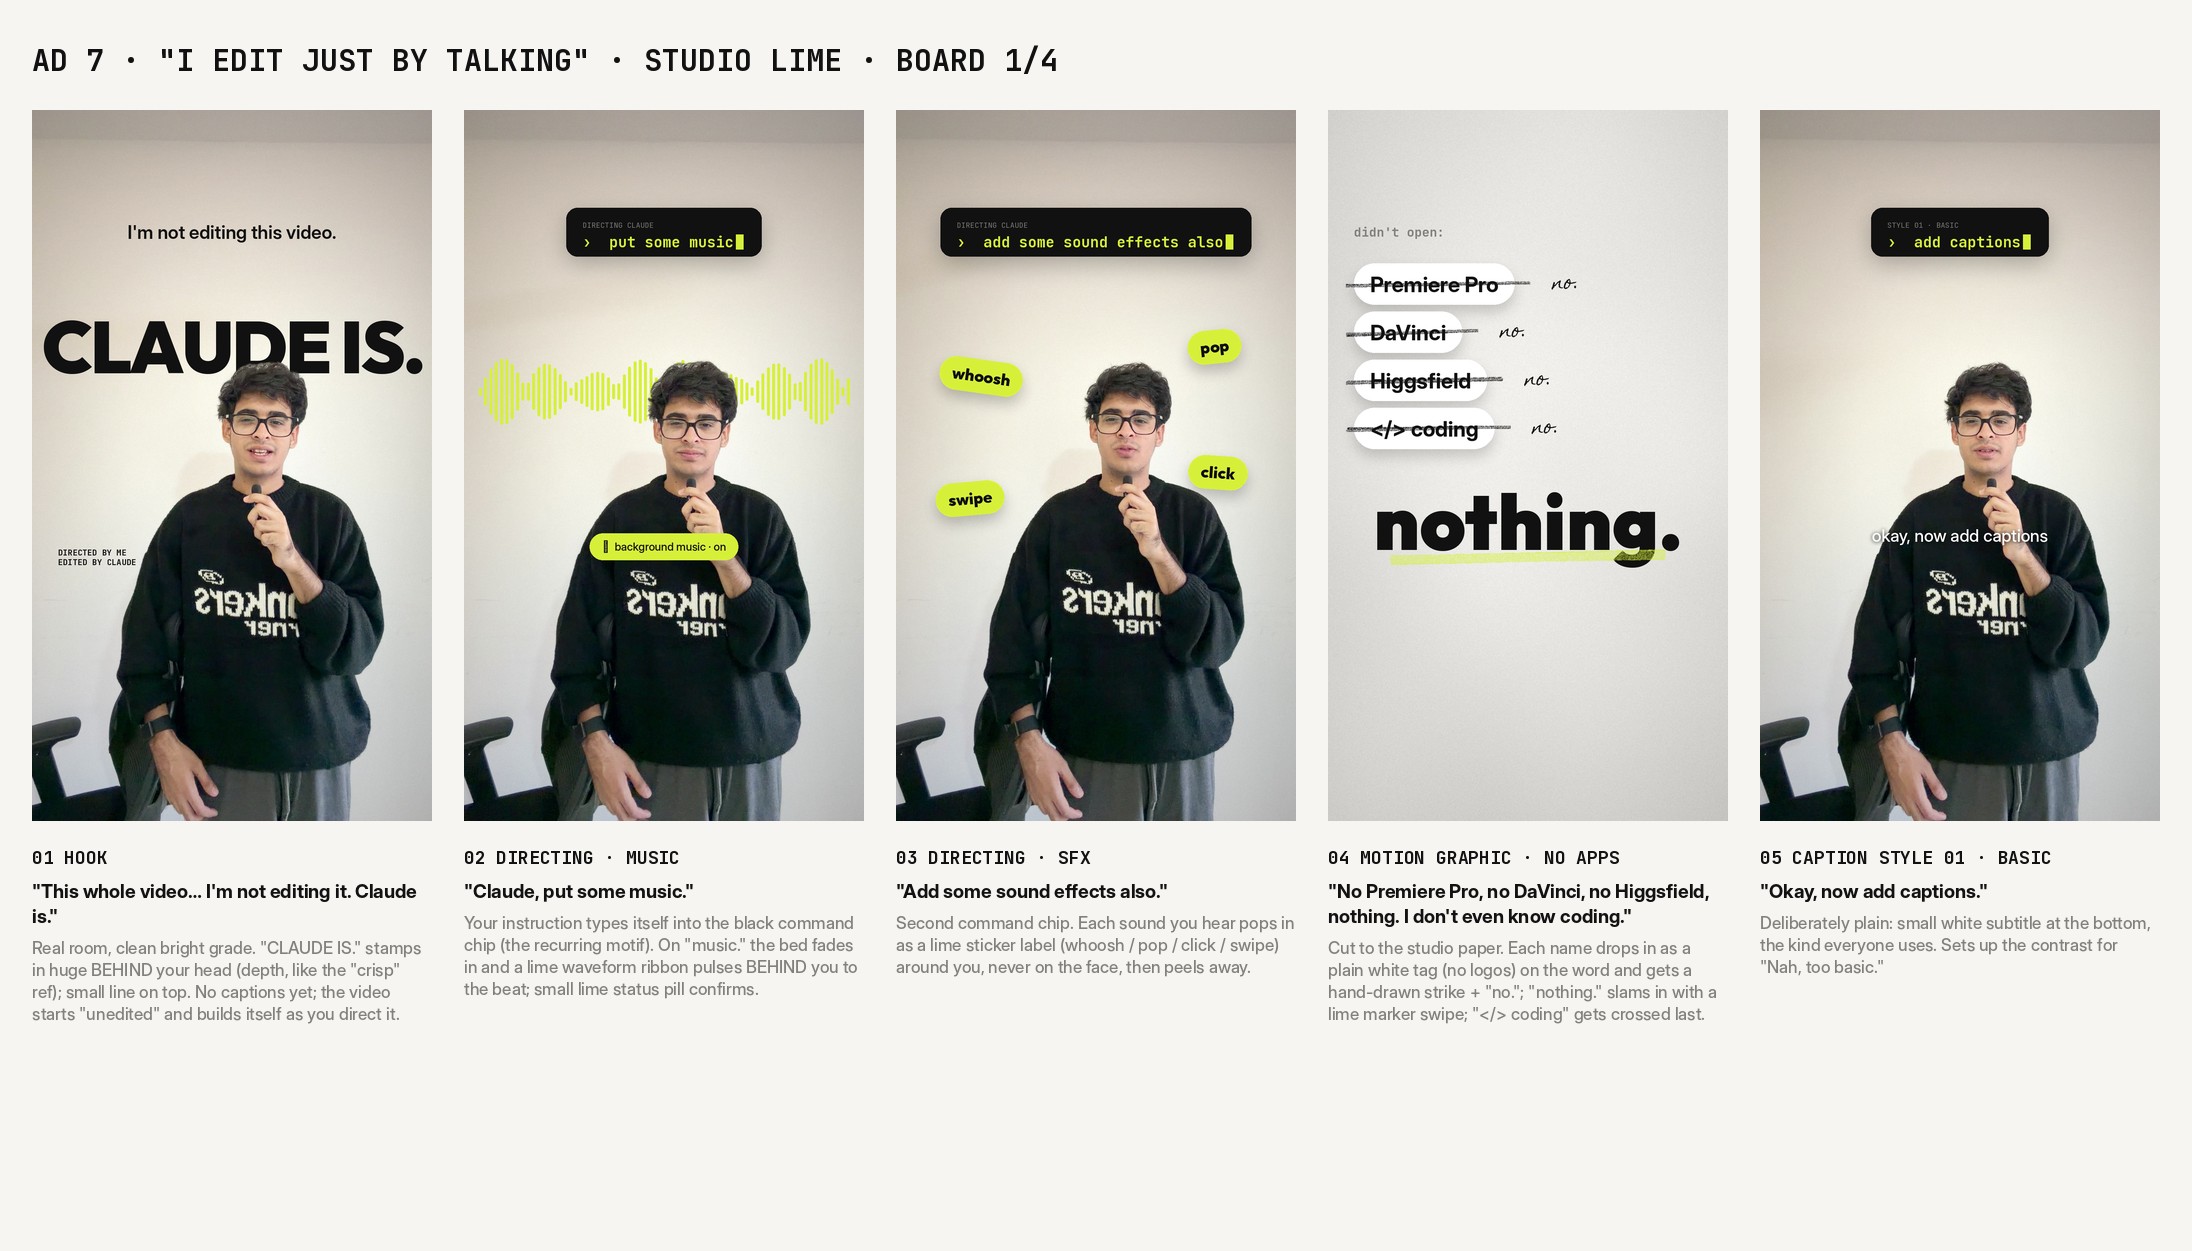 AD 7 · "I EDIT JUST BY TALKING" · STUDIO LIME · BOARD 1/4
I'm not editing this video.
CLAUDE IS.
DIRECTED BY ME
EDITED BY CLAUDE
DIRECTING CLAUDE
› put some music
background music · on
DIRECTING CLAUDE
› add some sound effects also
pop
whoosh
click
swipe
didn't open:
Premiere Pro no.
DaVinci no.
Higgsfield no.
</> coding no.
nothing.
STYLE 01 · BASIC
› add captions
okay, now add captions
01 HOOK
"This whole video... I'm not editing it. Claude
is."
Real room, clean bright grade. "CLAUDE IS." stamps
in huge BEHIND your head (depth, like the "crisp"
ref); small line on top. No captions yet; the video
starts "unedited" and builds itself as you direct it.
02 DIRECTING · MUSIC
"Claude, put some music."
Your instruction types itself into the black command
chip (the recurring motif). On "music." the bed fades
in and a lime waveform ribbon pulses BEHIND you to
the beat; small lime status pill confirms.
03 DIRECTING · SFX
"Add some sound effects also."
Second command chip. Each sound you hear pops in
as a lime sticker label (whoosh / pop / click / swipe)
around you, never on the face, then peels away.
04 MOTION GRAPHIC · NO APPS
"No Premiere Pro, no DaVinci, no Higgsfield,
nothing. I don't even know coding."
Cut to the studio paper. Each name drops in as a
plain white tag (no logos) on the word and gets a
hand-drawn strike + "no."; "nothing." slams in with a
lime marker swipe; "</> coding" gets crossed last.
05 CAPTION STYLE 01 · BASIC
"Okay, now add captions."
Deliberately plain: small white subtitle at the bottom,
the kind everyone uses. Sets up the contrast for
"Nah, too basic."